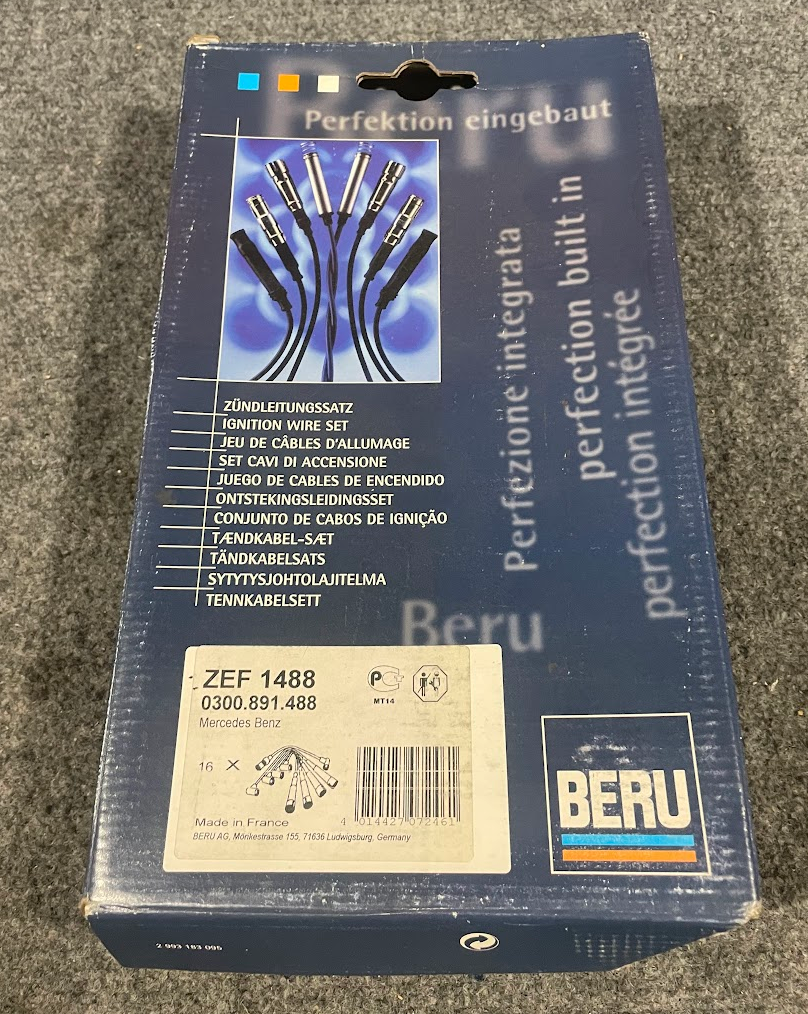 Beru
Perfektion eingebaut
Perfezione integrata
perfection built in
perfection intégrée
ZÜNDLEITUNGSSATZ
IGNITION WIRE SET
JEU DE CÂBLES D'ALLUMAGE
SET CAVI DI ACCENSIONE
JUEGO DE CABLES DE ENCENDIDO
ONTSTEKINGSLEIDINGSSET
CONJUNTO DE CABOS DE IGNIÇÃO
TÆNDKABEL-SÆT
TÄNDKABELSATS
SYTYTYSJOHTOLAJITELMA
TENNKABELSETT
Beru
ZEF 1488
0300.891.488
Mercedes Benz
PC
MT14
16 X
Made in France
4 014427 072461
BERU AG, Mörikestrasse 155, 71636 Ludwigsburg, Germany
BERU
2 993 183 095